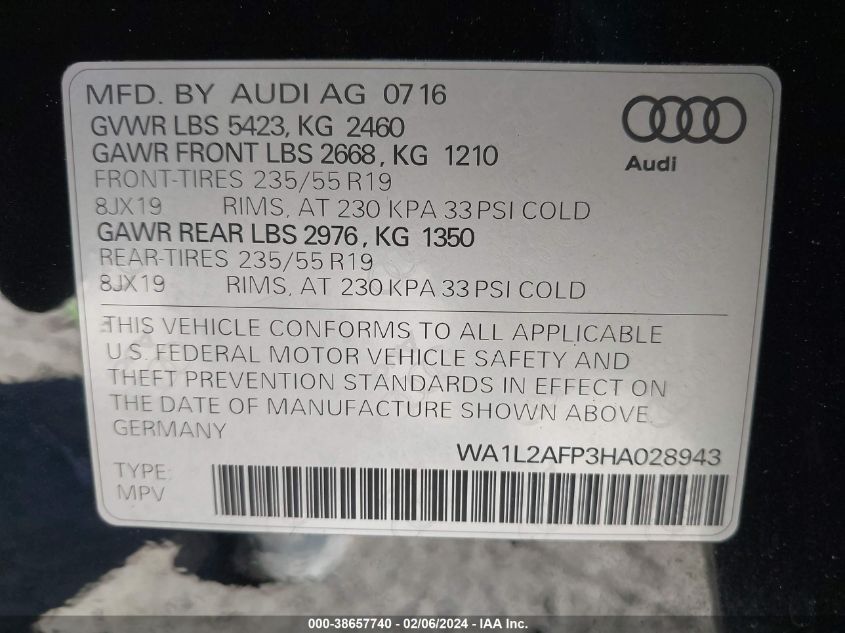 MFD. BY AUDI AG 0716
GVWR LBS 5423, KG 2460
GAWR FRONT LBS 2668, KG 1210
FRONT-TIRES 235/55 R19
8JX19 RIMS, AT 230 KPA 33 PSI COLD
GAWR REAR LBS 2976, KG 1350
REAR-TIRES 235/55 R19
8JX19 RIMS, AT 230 KPA 33 PSI COLD
Audi
THIS VEHICLE CONFORMS TO ALL APPLICABLE
U.S. FEDERAL MOTOR VEHICLE SAFETY AND
THEFT PREVENTION STANDARDS IN EFFECT ON
THE DATE OF MANUFACTURE SHOWN ABOVE.
GERMANY
WA1L2AFP3HA028943
TYPE:
MPV
000-38657740 - 02/06/2024 - IAA Inc.